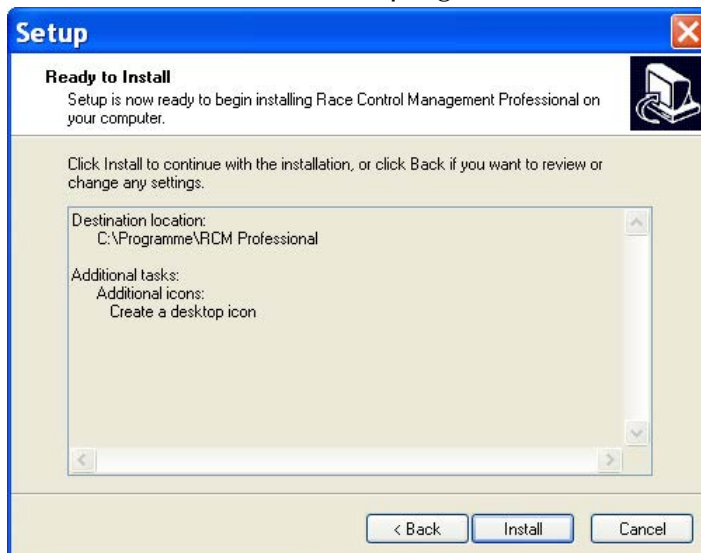 Setup
Ready to Install
Setup is now ready to begin installing Race Control Management Professional on
your computer.
Click Install to continue with the installation, or click Back if you want to review or
change any settings.
Destination location:
C:\Programme\RCM Professional
Additional tasks:
Additional icons:
Create a desktop icon
< Back Install Cancel